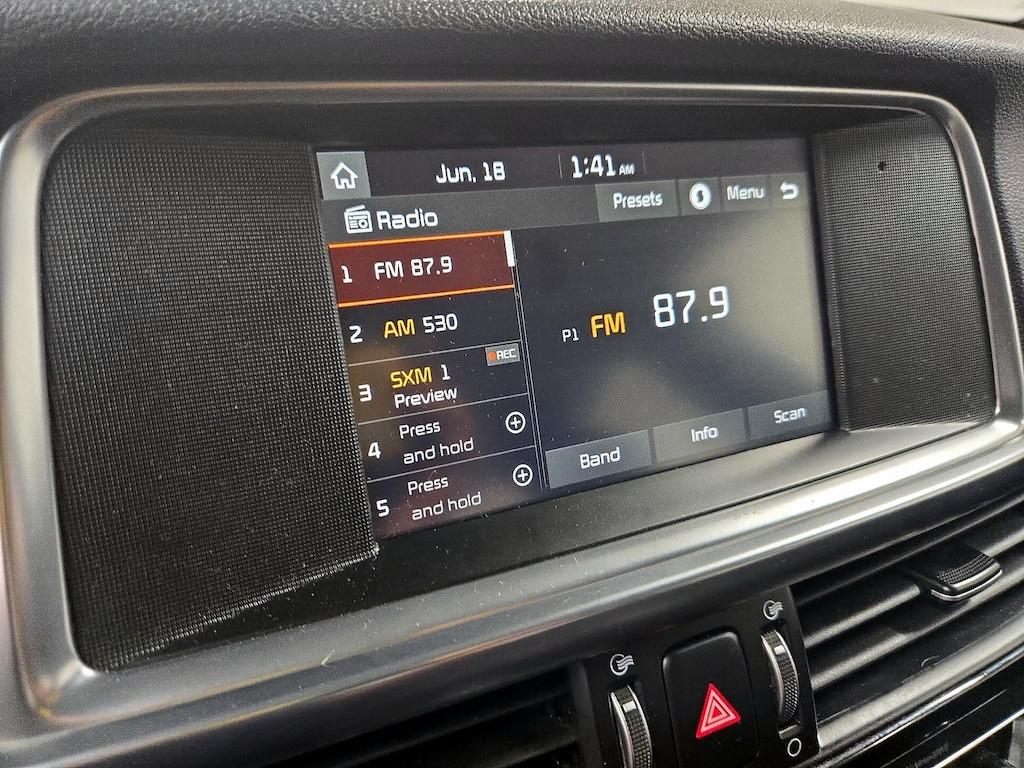 Jun, 18 1:41 AM
Radio Presets Menu
1 FM 87.9
2 AM 530
REC
3 SXM 1
Preview
4 Press
and hold
5 Press
and hold
P1 FM 87.9
Band Info Scan